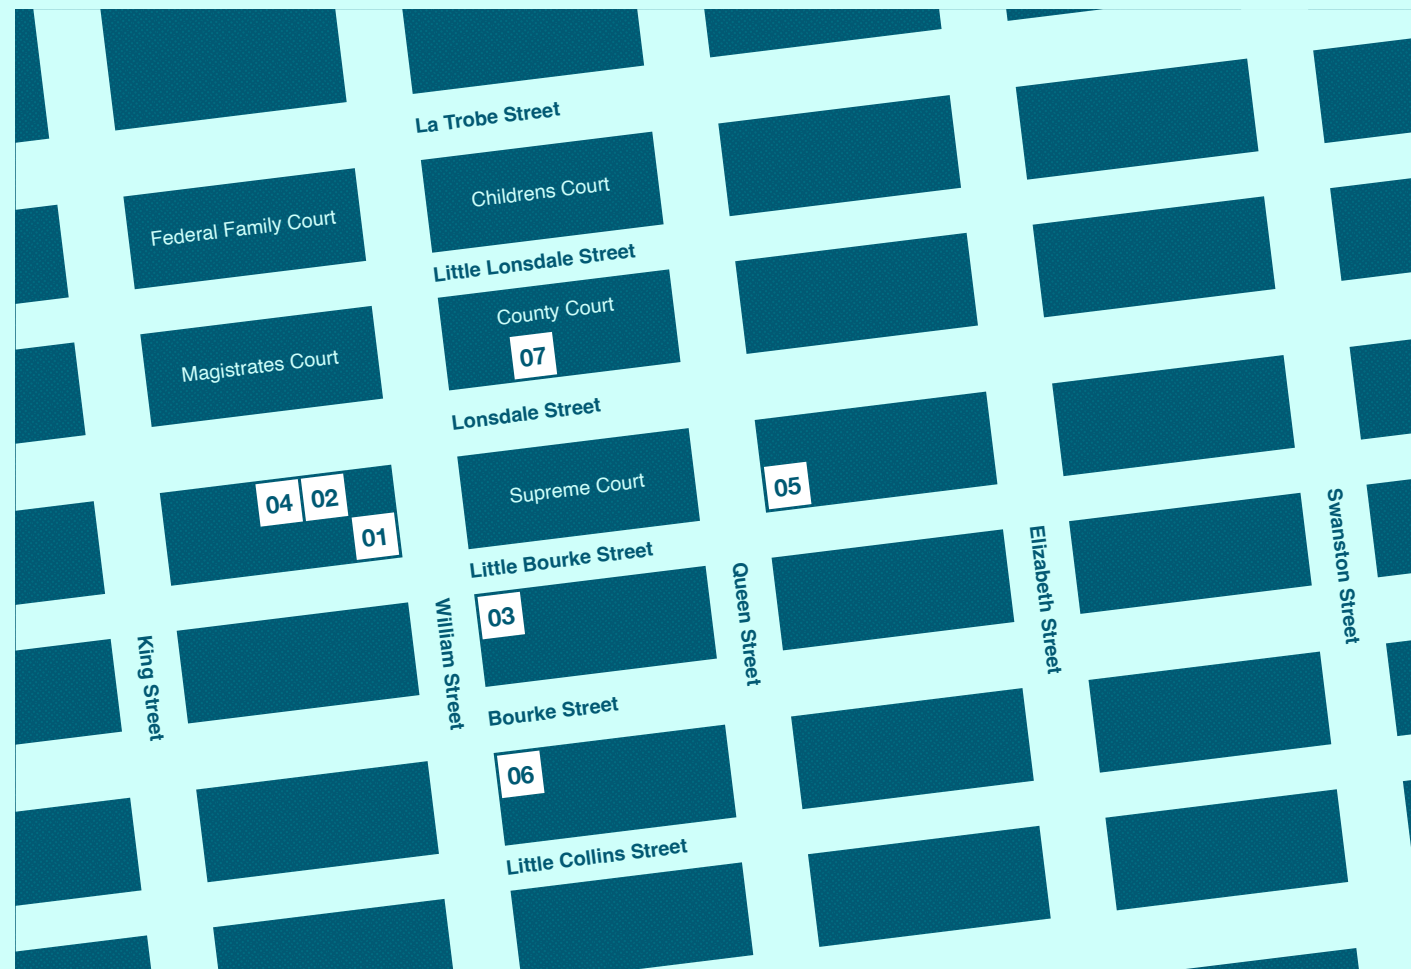 La Trobe Street
Childrens Court
Federal Family Court
Little Lonsdale Street
County Court
07
Magistrates Court
Lonsdale Street
Supreme Court
04
02
05
01
Little Bourke Street
03
Queen Street
Elizabeth Street
Swanston Street
King Street
William Street
Bourke Street
06
Little Collins Street